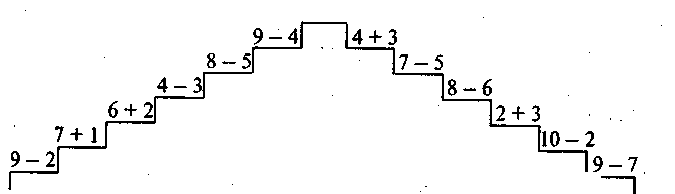 9 – 4
4 + 3
8 – 5
7 – 5
4 – 3
8 – 6
6 + 2
2 + 3
7 + 1
10 – 2
9 – 2
9 – 7